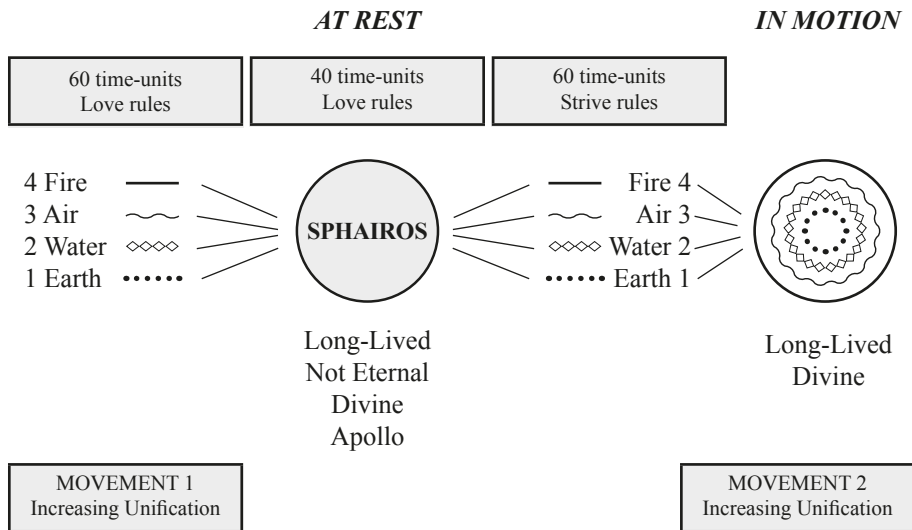 AT REST
IN MOTION
60 time-units
Love rules
40 time-units
Love rules
60 time-units
Strive rules
4 Fire
3 Air
2 Water
1 Earth
SPHAIROS
Fire 4
Air 3
Water 2
Earth 1
Long-Lived
Not Eternal
Divine
Apollo
Long-Lived
Divine
MOVEMENT 1
Increasing Unification
MOVEMENT 2
Increasing Unification